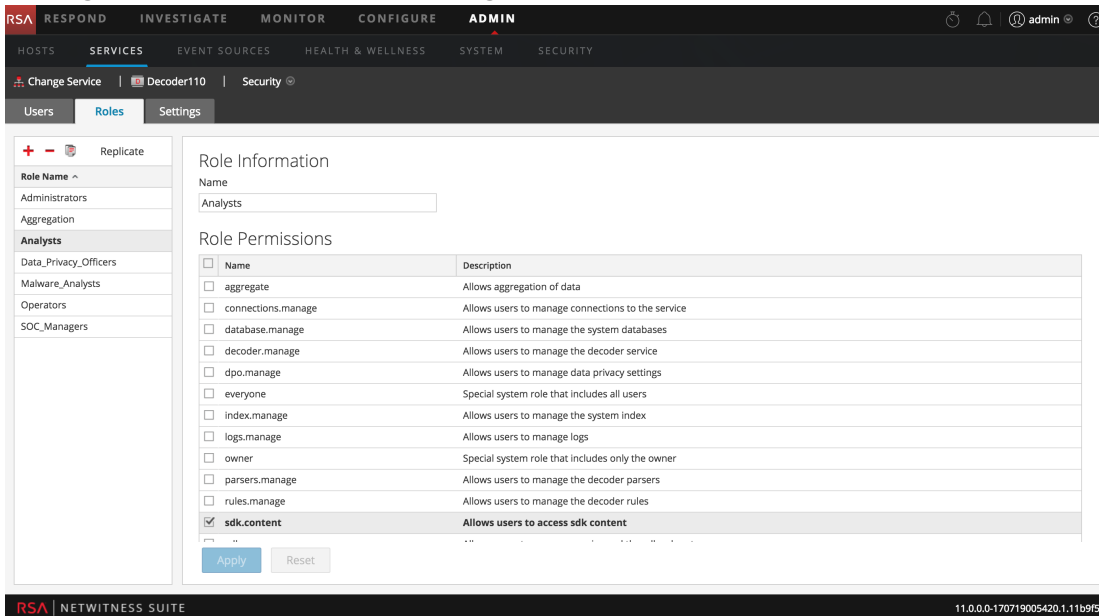 RSA RESPOND INVESTIGATE MONITOR CONFIGURE ADMIN admin
HOSTS SERVICES EVENT SOURCES HEALTH & WELLNESS SYSTEM SECURITY
Change Service | Decoder110 | Security
Users Roles Settings
+ - Replicate
Role Name
Administrators
Aggregation
Analysts
Data_Privacy_Officers
Malware_Analysts
Operators
SOC_Managers
Role Information
Name
Analysts
Role Permissions
Name Description
aggregate Allows aggregation of data
connections.manage Allows users to manage connections to the service
database.manage Allows users to manage the system databases
decoder.manage Allows users to manage the decoder service
dpo.manage Allows users to manage data privacy settings
everyone Special system role that includes all users
index.manage Allows users to manage the system index
logs.manage Allows users to manage logs
owner Special system role that includes only the owner
parsers.manage Allows users to manage the decoder parsers
rules.manage Allows users to manage the decoder rules
sdk.content Allows users to access sdk content
Apply Reset
RSA | NETWITNESS SUITE 11.0.0.0-170719005420.1.11b9f5